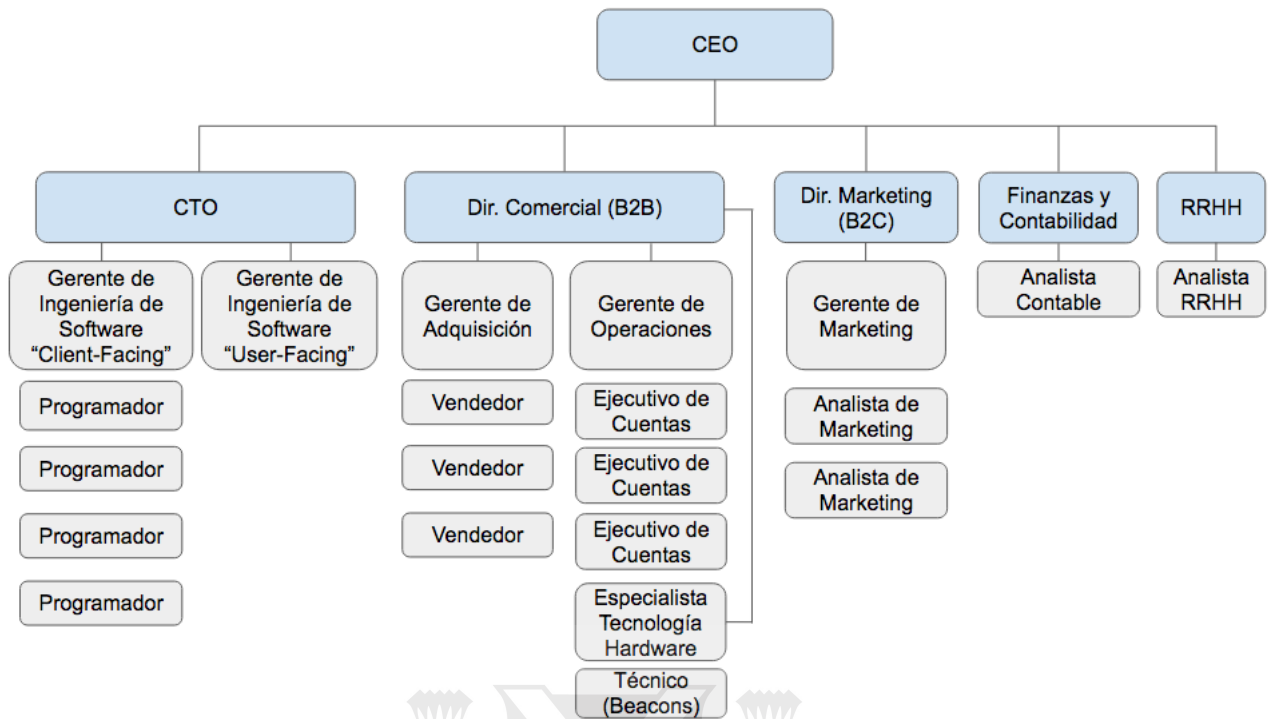 CEO
CTO
Dir. Comercial (B2B)
Dir. Marketing
(B2C)
Finanzas y
Contabilidad
RRHH
Gerente de
Ingeniería de
Software
“Client-Facing”
Gerente de
Ingeniería de
Software
“User-Facing”
Gerente de
Adquisición
Gerente de
Operaciones
Gerente de
Marketing
Analista
Contable
Analista
RRHH
Programador
Programador
Programador
Programador
Vendedor
Vendedor
Vendedor
Ejecutivo de
Cuentas
Ejecutivo de
Cuentas
Ejecutivo de
Cuentas
Especialista
Tecnología
Hardware
Técnico
(Beacons)
Analista de
Marketing
Analista de
Marketing